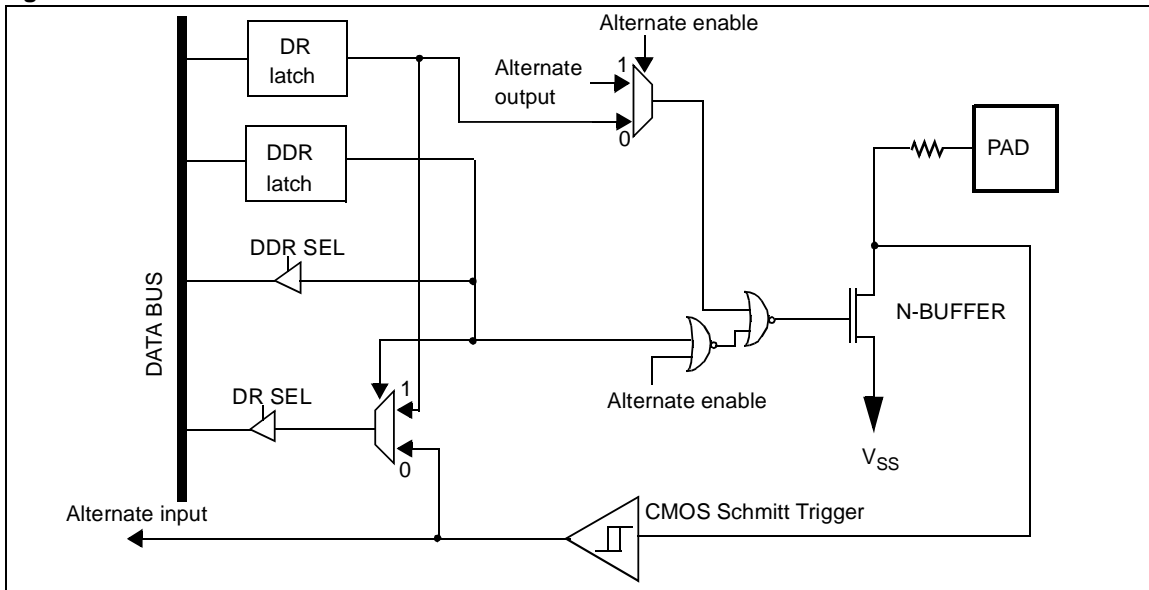 Alternate enable
DR
latch
1
Alternate
output
0
DDR
latch
PAD
DDR SEL
DATA BUS
N-BUFFER
1
DR SEL
Alternate enable
0
VSS
Alternate input
CMOS Schmitt Trigger